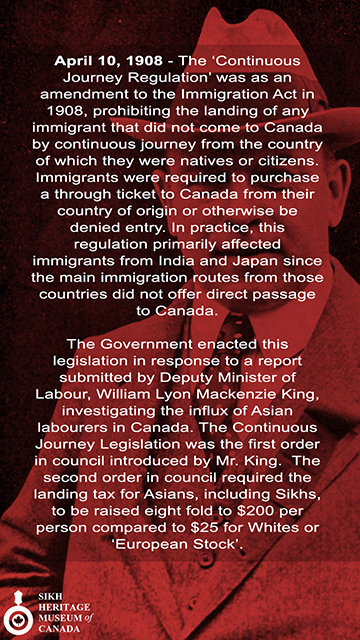 April 10, 1908 - The ‘Continuous
Journey Regulation’ was as an
amendment to the Immigration Act in
1908, prohibiting the landing of any
immigrant that did not come to Canada
by continuous journey from the country
of which they were natives or citizens.
Immigrants were required to purchase
a through ticket to Canada from their
country of origin or otherwise be
denied entry. In practice, this
regulation primarily affected
immigrants from India and Japan since
the main immigration routes from those
countries did not offer direct passage
to Canada.
The Government enacted this
legislation in response to a report
submitted by Deputy Minister of
Labour, William Lyon Mackenzie King,
investigating the influx of Asian
labourers in Canada. The Continuous
Journey Legislation was the first order
in council introduced by Mr. King. The
second order in council required the
landing tax for Asians, including Sikhs,
to be raised eight fold to $200 per
person compared to $25 for Whites or
‘European Stock’.
SIKH
HERITAGE
MUSEUM of
CANADA